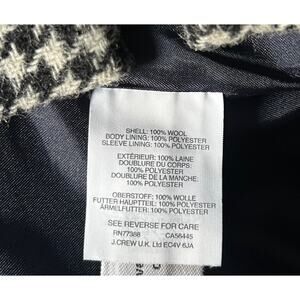 SHELL: 100% WOOL
BODY LINING: 100% POLYESTER
SLEEVE LINING: 100% POLYESTER
EXTÉRIEUR: 100% LAINE
DOUBLURE DU CORPS:
100% POLYESTER
DOUBLURE DE LA MANCHE:
100% POLYESTER
OBERSTOFF: 100% WOLLE
FUTTER HAUPTTEIL: 100% POLYESTER
ÄRMELFUTTER: 100% POLYESTER
SEE REVERSE FOR CARE
RN77388 CA56445
J.CREW U.K. Ltd EC4V 6JA